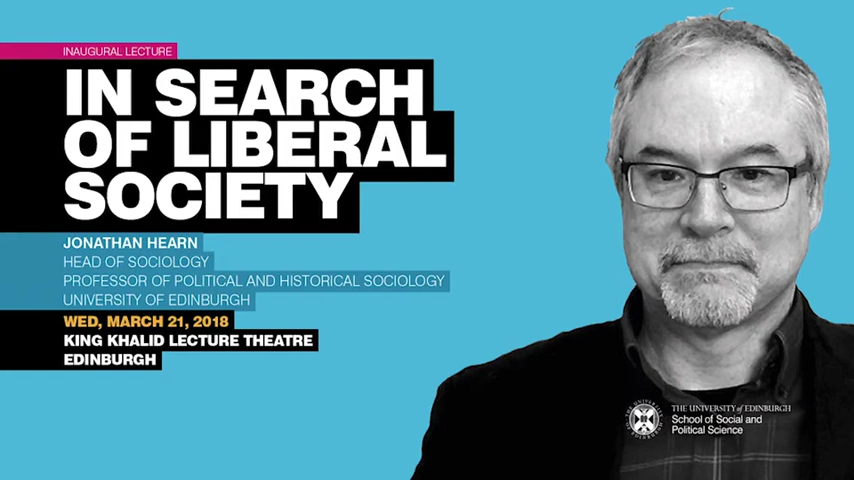 INAUGURAL LECTURE
IN SEARCH
OF LIBERAL
SOCIETY
JONATHAN HEARN
HEAD OF SOCIOLOGY
PROFESSOR OF POLITICAL AND HISTORICAL SOCIOLOGY
UNIVERSITY OF EDINBURGH
WED, MARCH 21, 2018
KING KHALID LECTURE THEATRE
EDINBURGH
THE UNIVERSITY of EDINBURGH
School of Social and
Political Science